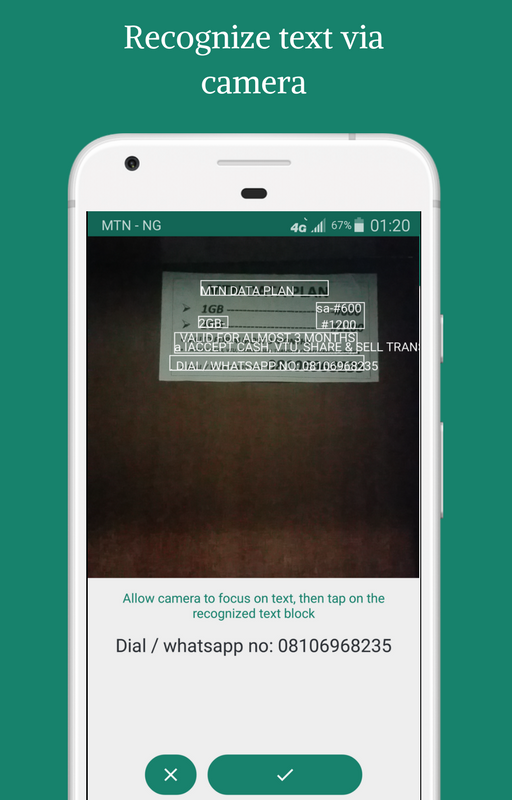 Recognize text via
camera
MTN - NG 4G 67% 01:20
MTN DATA PLAN
1GB sa-#600
2GB- #1200
VALID FOR ALMOST 3 MONTHS
a IACCEPT CASH, VTU, SHARE & SELL TRAN
DIAL / WHATSAPP NO: 08106968235
Allow camera to focus on text, then tap on the
recognized text block
Dial / whatsapp no: 08106968235